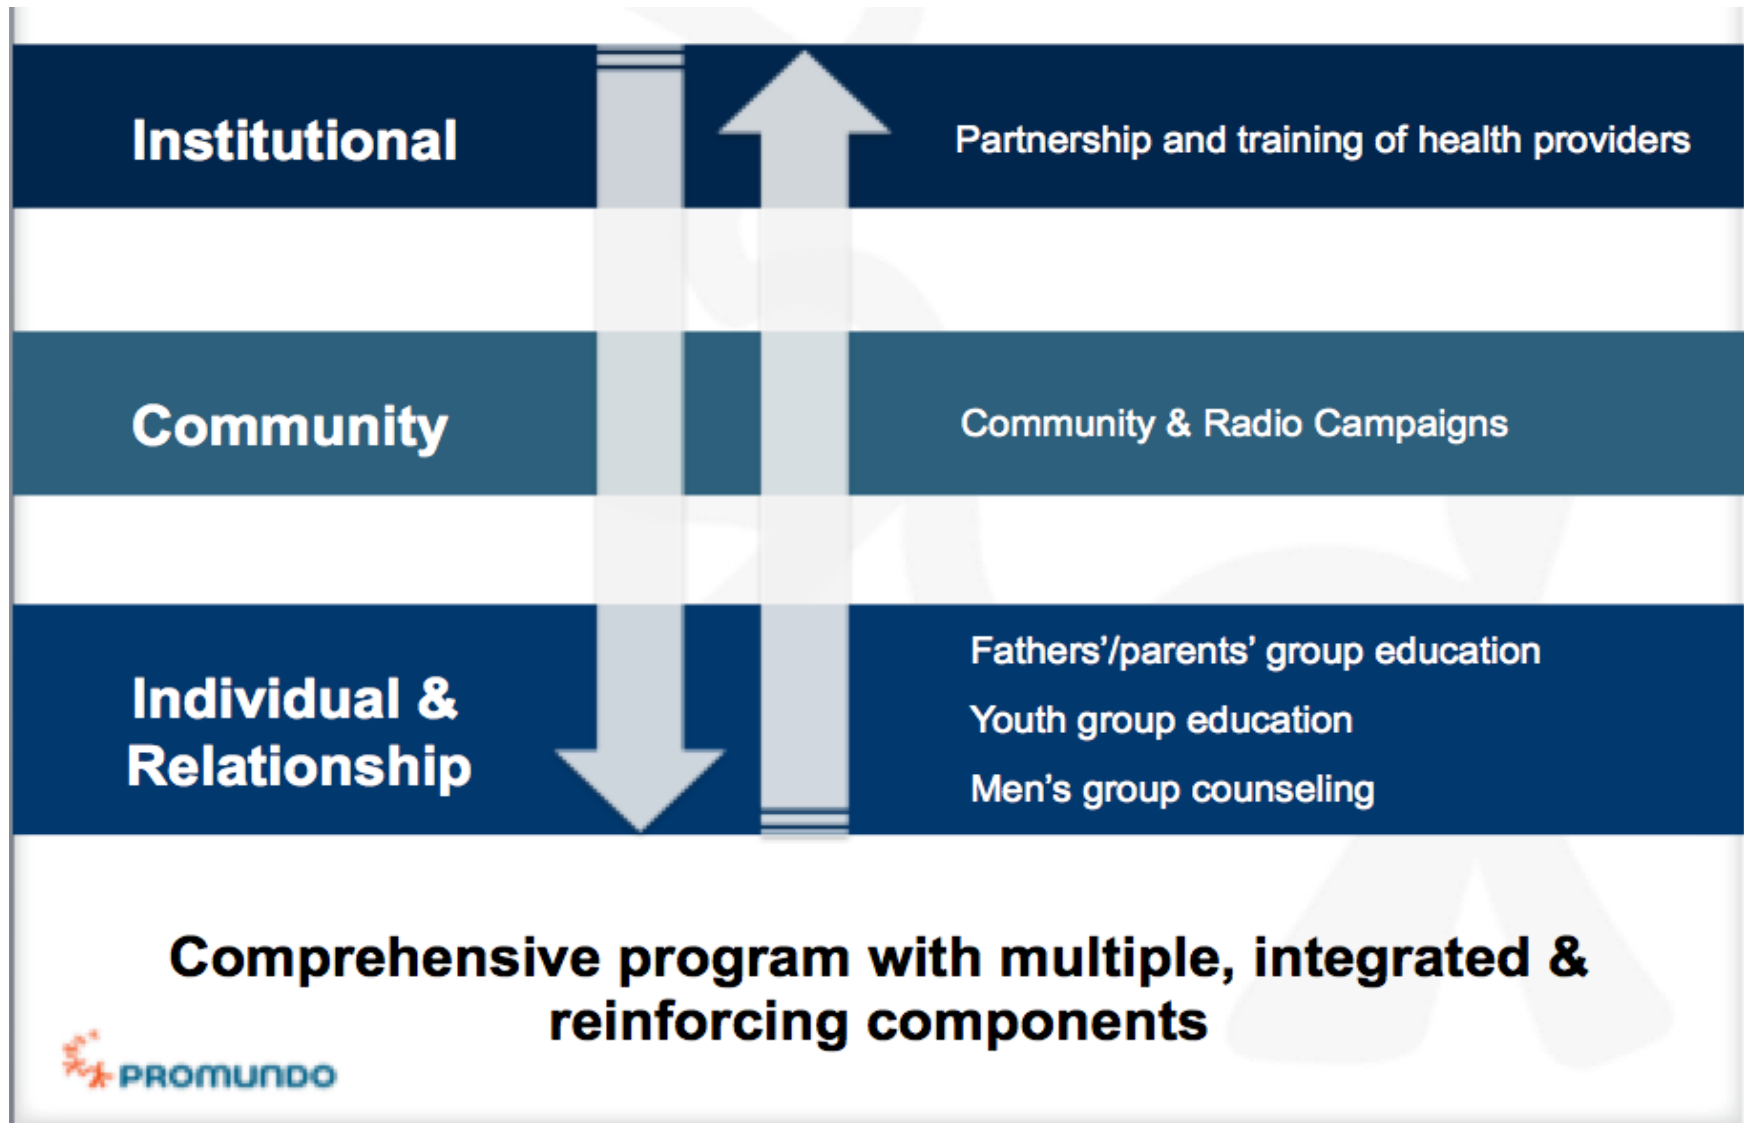 Institutional
Partnership and training of health providers
Community
Community & Radio Campaigns
Individual &
Relationship
Fathers’/parents’ group education
Youth group education
Men’s group counseling
Comprehensive program with multiple, integrated &
reinforcing components
PROMUNDO